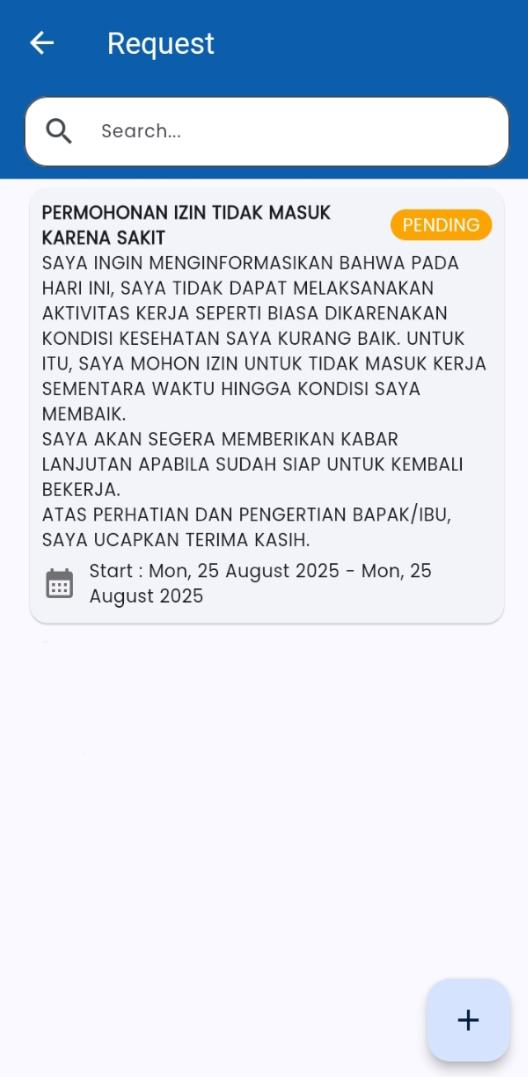 Request
Search...
PERMOHONAN IZIN TIDAK MASUK
KARENA SAKIT
PENDING
SAYA INGIN MENGINFORMASIKAN BAHWA PADA
HARI INI, SAYA TIDAK DAPAT MELAKSANAKAN
AKTIVITAS KERJA SEPERTI BIASA DIKARENAKAN
KONDISI KESEHATAN SAYA KURANG BAIK. UNTUK
ITU, SAYA MOHON IZIN UNTUK TIDAK MASUK KERJA
SEMENTARA WAKTU HINGGA KONDISI SAYA
MEMBAIK.
SAYA AKAN SEGERA MEMBERIKAN KABAR
LANJUTAN APABILA SUDAH SIAP UNTUK KEMBALI
BEKERJA.
ATAS PERHATIAN DAN PENGERTIAN BAPAK/IBU,
SAYA UCAPKAN TERIMA KASIH.
Start : Mon, 25 August 2025 - Mon, 25
August 2025
+